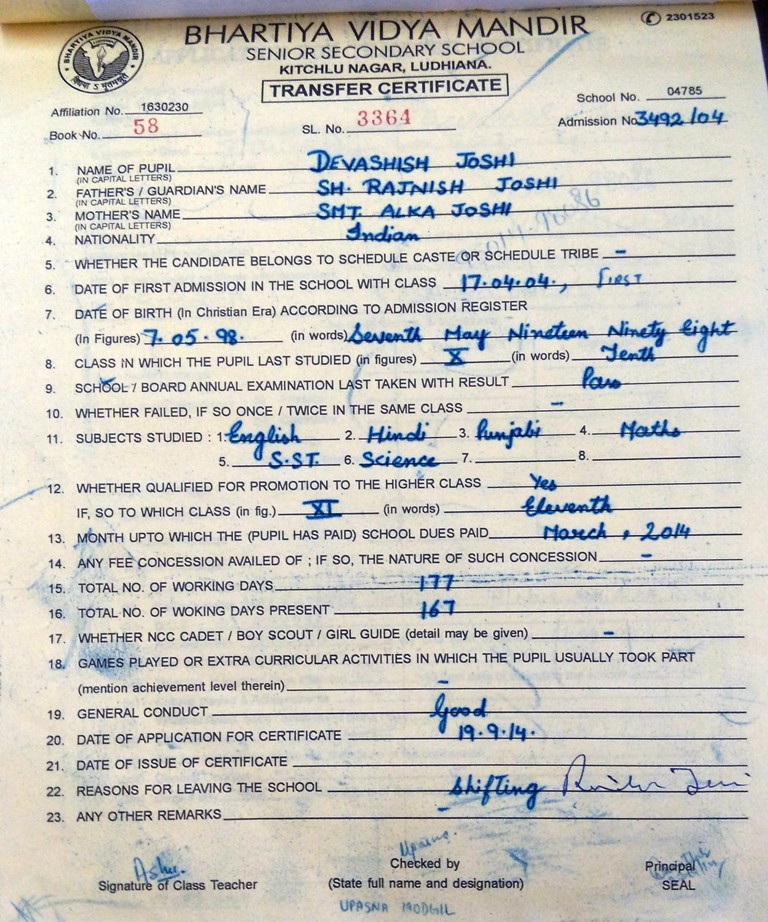 BHARTIYA VIDYA MANDIR
2301523
BHARTIYA VIDYA MANDIR
SENIOR SECONDARY SCHOOL
KITCHLU NAGAR, LUDHIANA.
TRANSFER CERTIFICATE
Affiliation No. 1630230 School No. 04785
Book No. 58 SL. No. 3364 Admission No 3492/04
1. NAME OF PUPIL DEVASHISH JOSHI
(IN CAPITAL LETTERS)
2. FATHER'S / GUARDIAN'S NAME SH. RAJNISH JOSHI
(IN CAPITAL LETTERS)
3. MOTHER'S NAME SMT. ALKA JOSHI
(IN CAPITAL LETTERS)
4. NATIONALITY Indian
5. WHETHER THE CANDIDATE BELONGS TO SCHEDULE CASTE OR SCHEDULE TRIBE -
6. DATE OF FIRST ADMISSION IN THE SCHOOL WITH CLASS 17.04.04., FIRST
7. DATE OF BIRTH (In Christian Era) ACCORDING TO ADMISSION REGISTER
(In Figures) 7.05.98. (in words) Seventh May Nineteen Ninety Eight
8. CLASS IN WHICH THE PUPIL LAST STUDIED (in figures) X (in words) Tenth
9. SCHOOL / BOARD ANNUAL EXAMINATION LAST TAKEN WITH RESULT Pass
10. WHETHER FAILED, IF SO ONCE / TWICE IN THE SAME CLASS -
11. SUBJECTS STUDIED : 1. English 2. Hindi 3. Punjabi 4. Maths
5. S.ST. 6. Science 7. 8.
12. WHETHER QUALIFIED FOR PROMOTION TO THE HIGHER CLASS Yes
IF, SO TO WHICH CLASS (in fig.) XI (in words) Eleventh
13. MONTH UPTO WHICH THE (PUPIL HAS PAID) SCHOOL DUES PAID March, 2014
14. ANY FEE CONCESSION AVAILED OF ; IF SO, THE NATURE OF SUCH CONCESSION -
15. TOTAL NO. OF WORKING DAYS 177
16. TOTAL NO. OF WOKING DAYS PRESENT 167
17. WHETHER NCC CADET / BOY SCOUT / GIRL GUIDE (detail may be given) -
18. GAMES PLAYED OR EXTRA CURRICULAR ACTIVITIES IN WHICH THE PUPIL USUALLY TOOK PART
(mention achievement level therein) -
19. GENERAL CONDUCT Good
20. DATE OF APPLICATION FOR CERTIFICATE 19.9.14.
21. DATE OF ISSUE OF CERTIFICATE
22. REASONS FOR LEAVING THE SCHOOL Shifting
23. ANY OTHER REMARKS -
Ashu
Signature of Class Teacher
Upasna
Checked by
(State full name and designation)
UPASNA MODGIL
Principal
SEAL